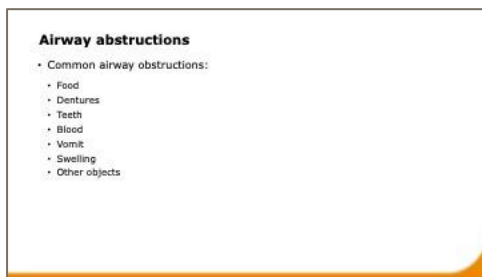 Airway abstructions
• Common airway obstructions:
• Food
• Dentures
• Teeth
• Blood
• Vomit
• Swelling
• Other objects